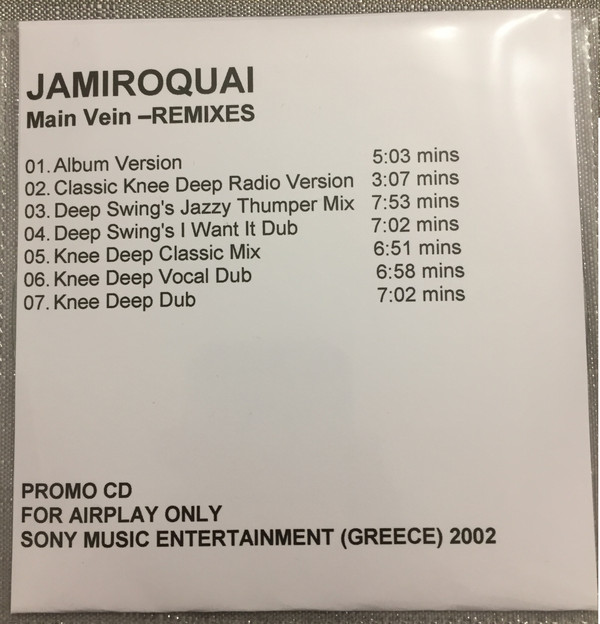 JAMIROQUAI
Main Vein –REMIXES
01. Album Version 5:03 mins
02. Classic Knee Deep Radio Version 3:07 mins
03. Deep Swing's Jazzy Thumper Mix 7:53 mins
04. Deep Swing's I Want It Dub 7:02 mins
05. Knee Deep Classic Mix 6:51 mins
06. Knee Deep Vocal Dub 6:58 mins
07. Knee Deep Dub 7:02 mins
PROMO CD
FOR AIRPLAY ONLY
SONY MUSIC ENTERTAINMENT (GREECE) 2002